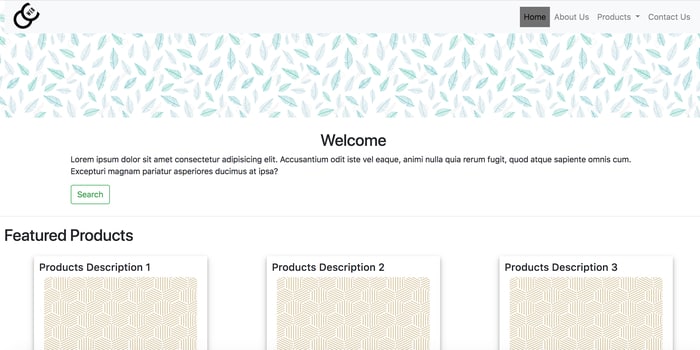 Home About Us Products Contact Us
Welcome
Lorem ipsum dolor sit amet consectetur adipisicing elit. Accusantium odit iste vel eaque, animi nulla quia rerum fugit, quod atque sapiente omnis cum.
Excepturi magnam pariatur asperiores ducimus at ipsa?
Search
Featured Products
Products Description 1
Products Description 2
Products Description 3